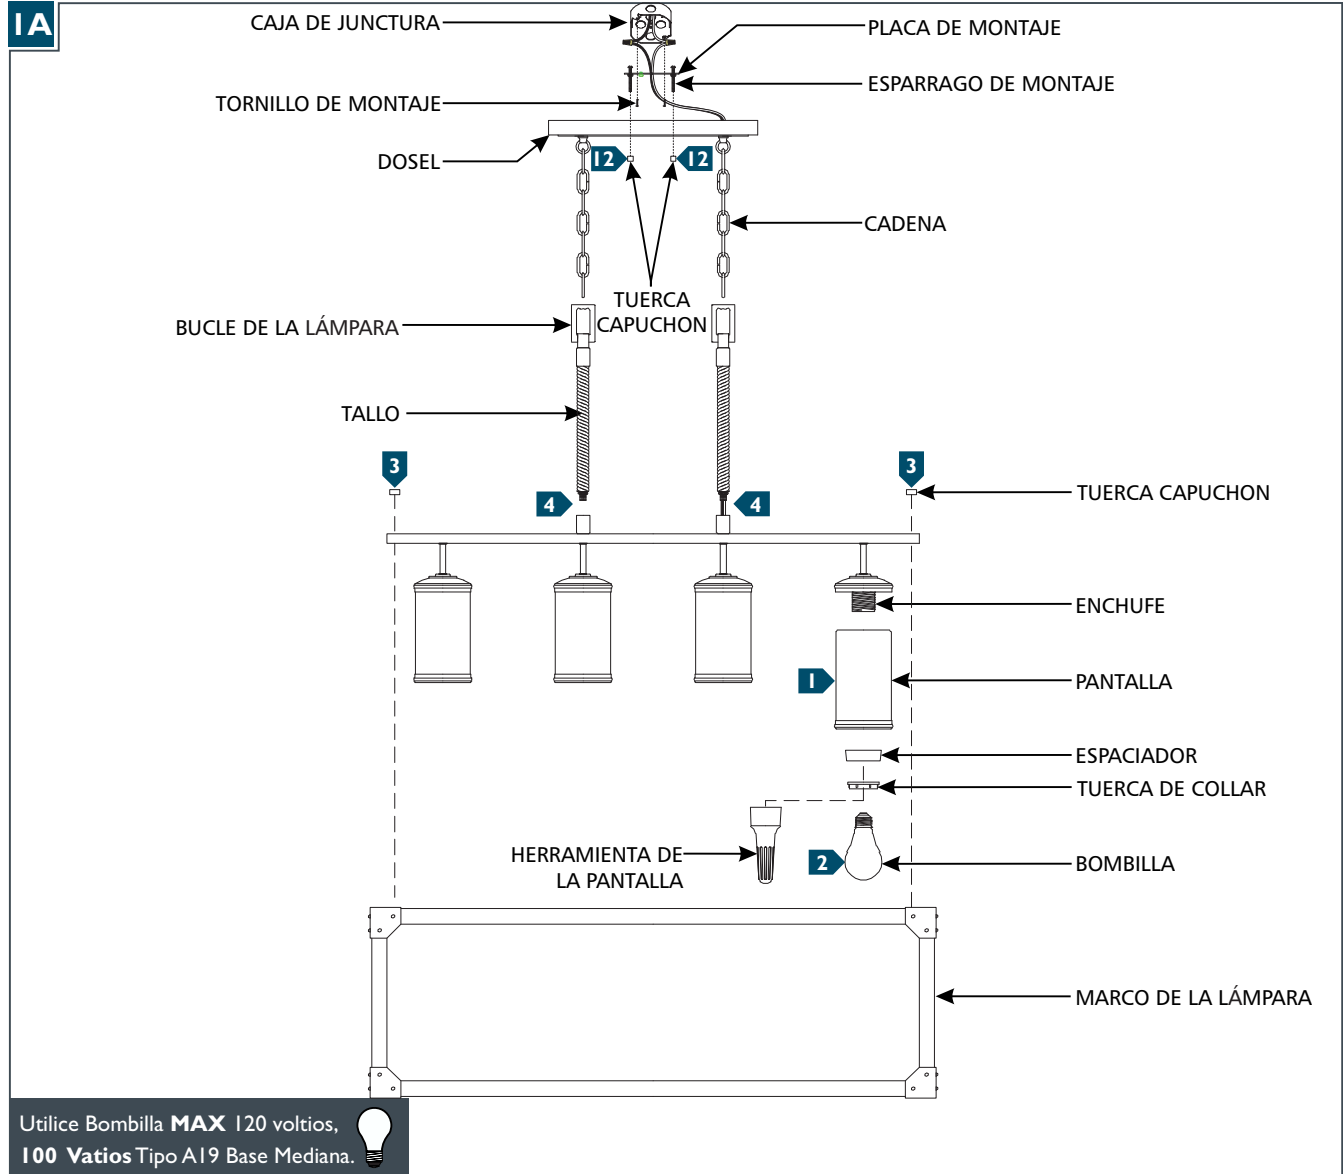 1A
CAJA DE JUNCTURA
PLACA DE MONTAJE
ESPARRAGO DE MONTAJE
TORNILLO DE MONTAJE
DOSEL
12
12
CADENA
TUERCA
CAPUCHON
BUCLE DE LA LÁMPARA
TALLO
3
3
TUERCA CAPUCHON
4
4
ENCHUFE
1
PANTALLA
ESPACIADOR
TUERCA DE COLLAR
HERRAMIENTA DE
LA PANTALLA
2
BOMBILLA
MARCO DE LA LÁMPARA
Utilice Bombilla MAX 120 voltios,
100 Vatios Tipo A19 Base Mediana.